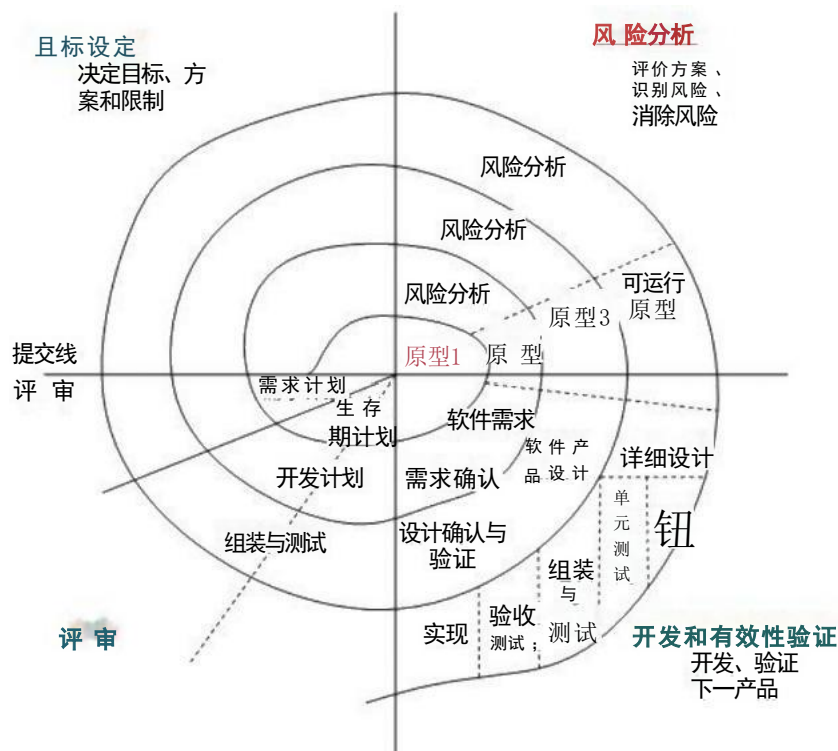 且标设定
决定目标、方
案和限制
风险分析
评价方案、
识别风险、
消除风险
风险分析
风险分析
风险分析
可运行
原型
原型3
原型
原型1
提交线
评审
需求计划
生存
期计划
软件需求
软件产
品设计
详细设计
开发计划
需求确认
单
元
测
试
钮
组装与测试
设计确认与
验证
组装
与
测试
验收
测试；
实现
评审
开发和有效性验证
开发、验证
下一产品